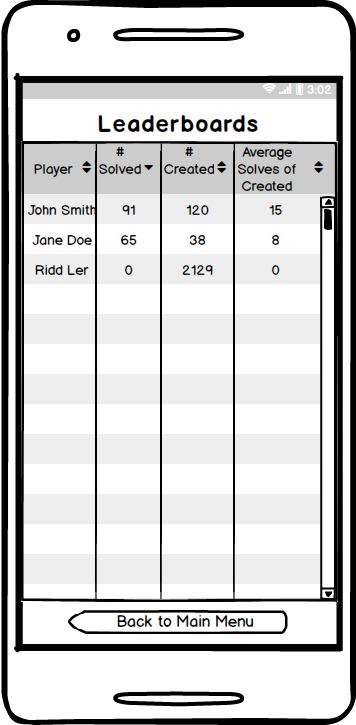 3:02
Leaderboards
Player
# Solved
# Created
Average Solves of Created
John Smith 91 120 15
Jane Doe 65 38 8
Ridd Ler 0 2129 0
Back to Main Menu